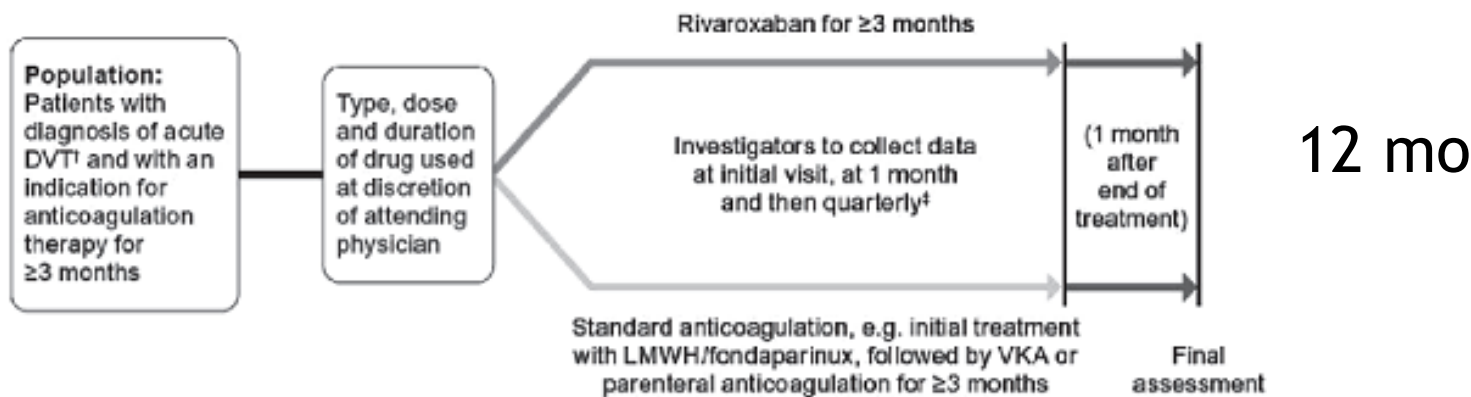 Population:
Patients with
diagnosis of acute
DVT† and with an
indication for
anticoagulation
therapy for
≥3 months
Type, dose
and duration
of drug used
at discretion
of attending
physician
Rivaroxaban for ≥3 months
Investigators to collect data
at initial visit, at 1 month
and then quarterly‡
Standard anticoagulation, e.g. initial treatment
with LMWH/fondaparinux, followed by VKA or
parenteral anticoagulation for ≥3 months
(1 month
after
end of
treatment)
Final
assessment
12 mo